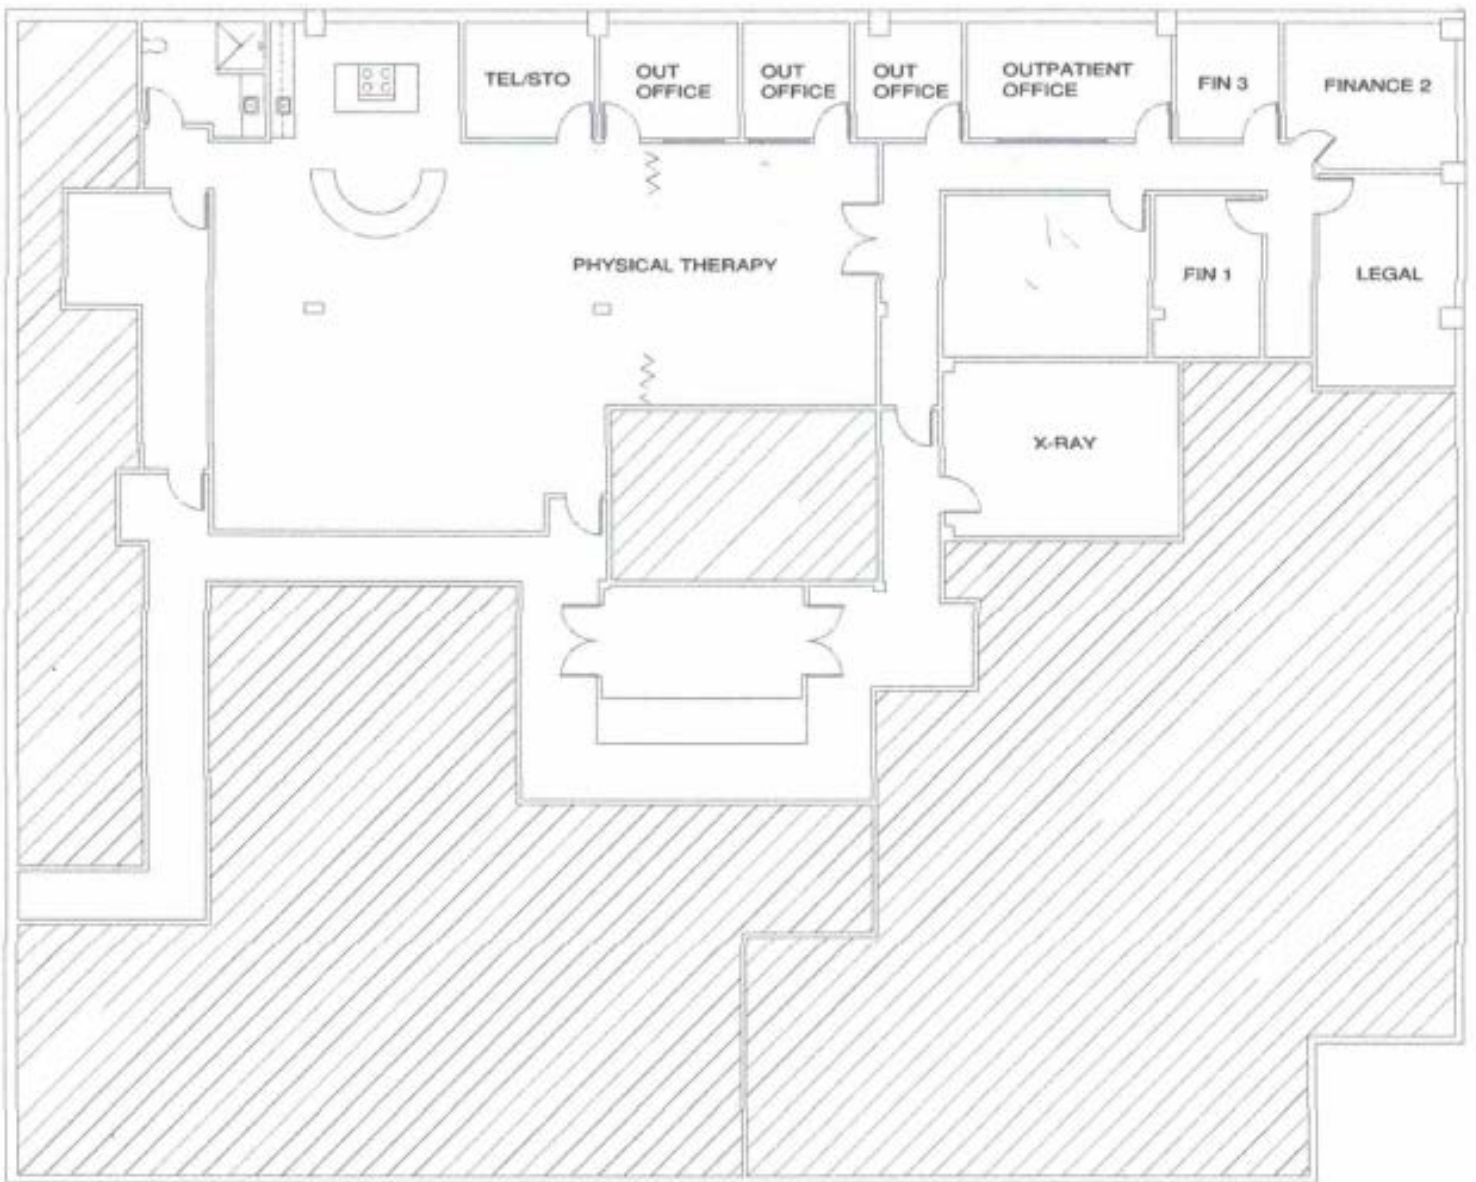 TEL/STO
OUT
OFFICE
OUT
OFFICE
OUT
OFFICE
OUTPATIENT
OFFICE
FIN 3
FINANCE 2
PHYSICAL THERAPY
FIN 1
LEGAL
X-RAY